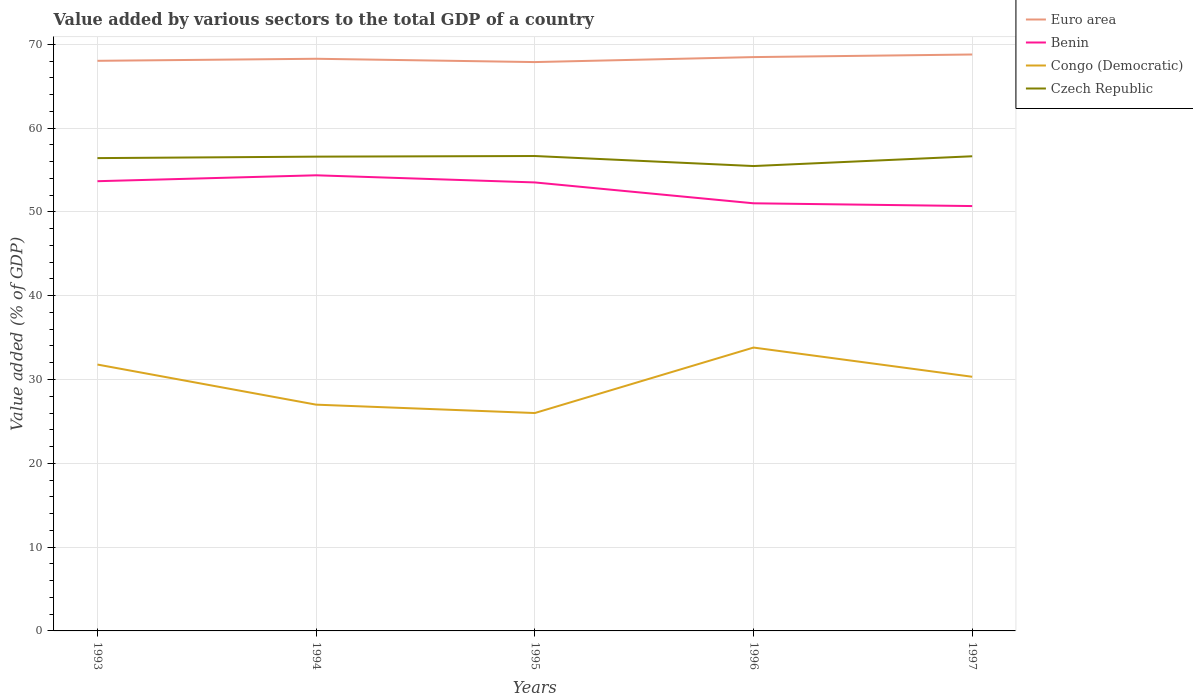 Value added by various sectors to the total GDP of a country
Euro area
Benin
Congo (Democratic)
Czech Republic
Value added (% of GDP)
70
60
50
40
30
20
10
0
1993
1994
1995
1996
1997
Years